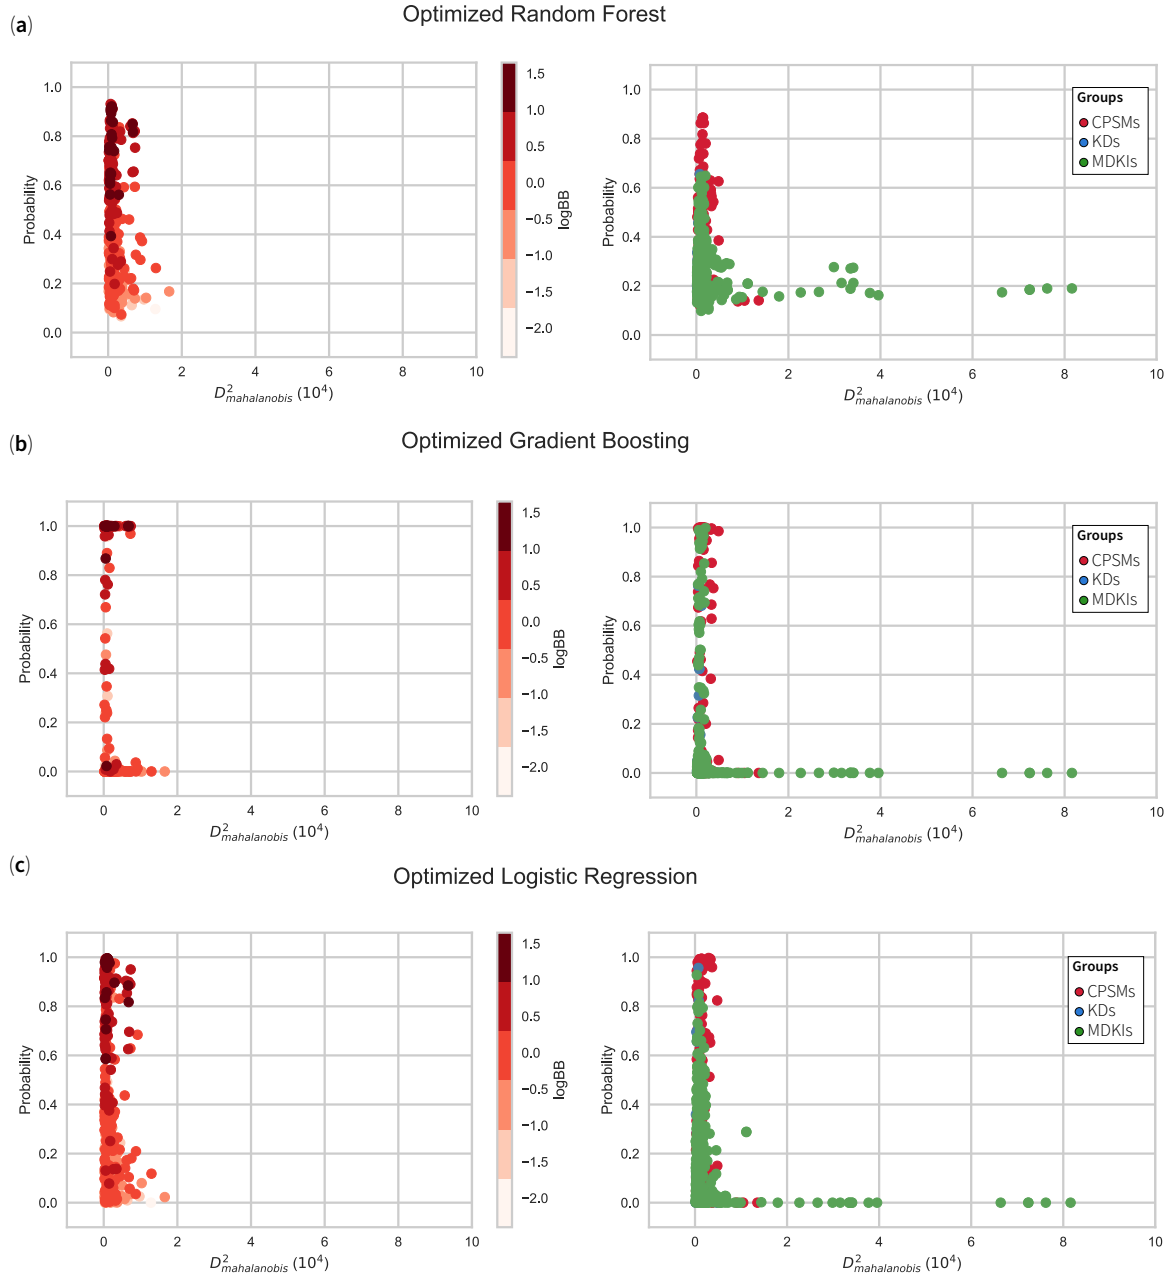 (a)
Optimized Random Forest
1.0
0.8
0.6
0.4
0.2
0.0
Probability
0
2
4
6
8
10
D²mahalanobis (10⁴)
1.5
1.0
0.5
0.0
−0.5
−1.0
−1.5
−2.0
logBB
1.0
0.8
0.6
0.4
0.2
0.0
Probability
Groups
CPSMs
KDs
MDKIs
0
2
4
6
8
10
D²mahalanobis (10⁴)
(b)
Optimized Gradient Boosting
1.0
0.8
0.6
0.4
0.2
0.0
Probability
0
2
4
6
8
10
D²mahalanobis (10⁴)
1.5
1.0
0.5
0.0
−0.5
−1.0
−1.5
−2.0
logBB
1.0
0.8
0.6
0.4
0.2
0.0
Probability
Groups
CPSMs
KDs
MDKIs
0
2
4
6
8
10
D²mahalanobis (10⁴)
(c)
Optimized Logistic Regression
1.0
0.8
0.6
0.4
0.2
0.0
Probability
0
2
4
6
8
10
D²mahalanobis (10⁴)
1.5
1.0
0.5
0.0
−0.5
−1.0
−1.5
−2.0
logBB
1.0
0.8
0.6
0.4
0.2
0.0
Probability
Groups
CPSMs
KDs
MDKIs
0
2
4
6
8
10
D²mahalanobis (10⁴)